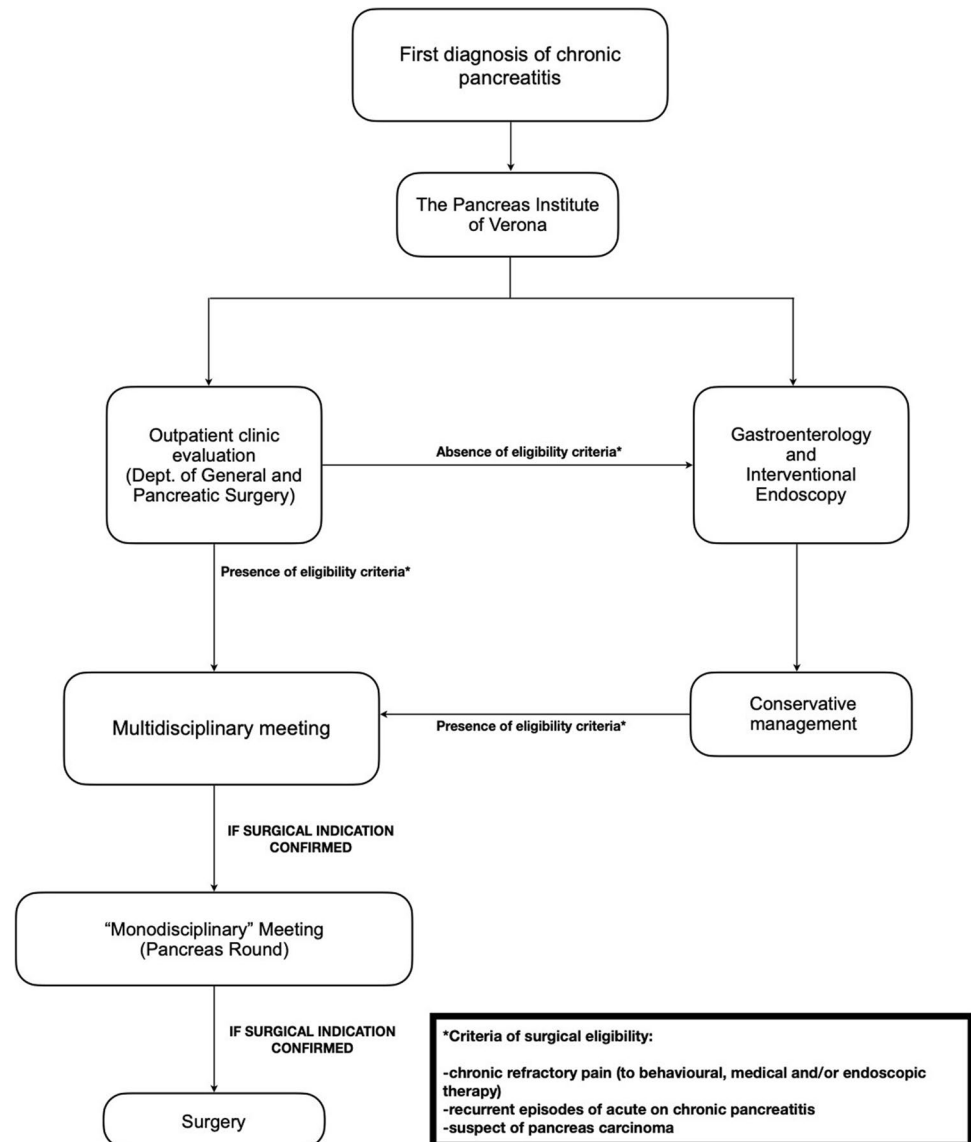 First diagnosis of chronic
pancreatitis
The Pancreas Institute
of Verona
Outpatient clinic
evaluation
(Dept. of General and
Pancreatic Surgery)
Absence of eligibility criteria*
Gastroenterology
and
Interventional
Endoscopy
Presence of eligibility criteria*
Multidisciplinary meeting
Presence of eligibility criteria*
Conservative
management
IF SURGICAL INDICATION
CONFIRMED
“Monodisciplinary” Meeting
(Pancreas Round)
IF SURGICAL INDICATION
CONFIRMED
Surgery
*Criteria of surgical eligibility:
-chronic refractory pain (to behavioural, medical and/or endoscopic
therapy)
-recurrent episodes of acute on chronic pancreatitis
-suspect of pancreas carcinoma